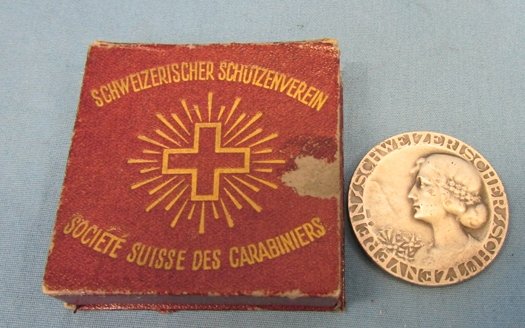 SCHWEIZERISCHER SCHÜTZENVEREIN
SOCIÉTÉ SUISSE DES CARABINIERS
SCHWEIZERISCHER